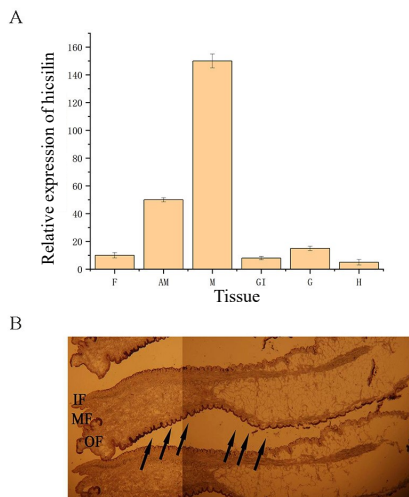 A
Relative expression of hicsilin
160
140
120
100
80
60
40
20
0
F AM M GI G H
Tissue
B
IF
MF
OF